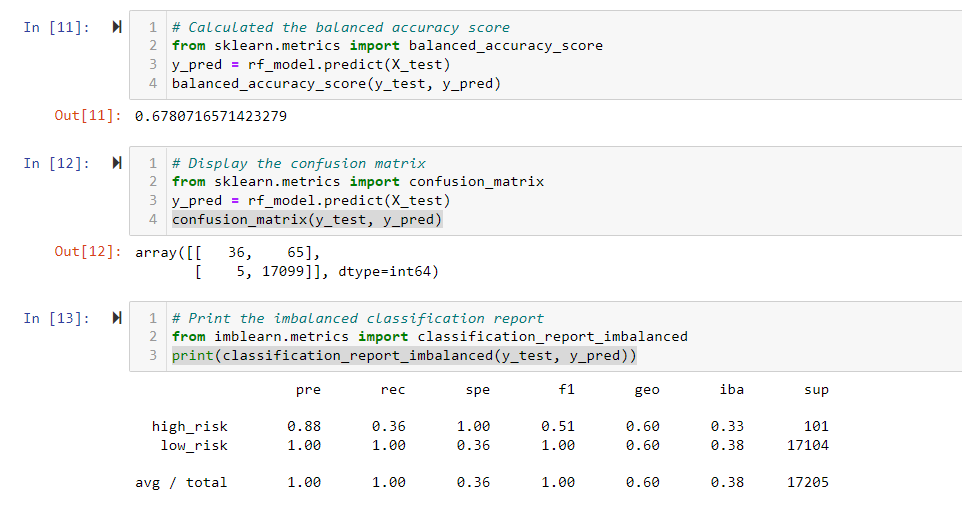 In [11]:
1 # Calculated the balanced accuracy score
2 from sklearn.metrics import balanced_accuracy_score
3 y_pred = rf_model.predict(X_test)
4 balanced_accuracy_score(y_test, y_pred)
Out[11]: 0.6780716571423279
In [12]:
1 # Display the confusion matrix
2 from sklearn.metrics import confusion_matrix
3 y_pred = rf_model.predict(X_test)
4 confusion_matrix(y_test, y_pred)
Out[12]: array([[   36,    65],
       [    5, 17099]], dtype=int64)
In [13]:
1 # Print the imbalanced classification report
2 from imblearn.metrics import classification_report_imbalanced
3 print(classification_report_imbalanced(y_test, y_pred))
pre rec spe f1 geo iba sup
high_risk 0.88 0.36 1.00 0.51 0.60 0.33 101
low_risk 1.00 1.00 0.36 1.00 0.60 0.38 17104
avg / total 1.00 1.00 0.36 1.00 0.60 0.38 17205